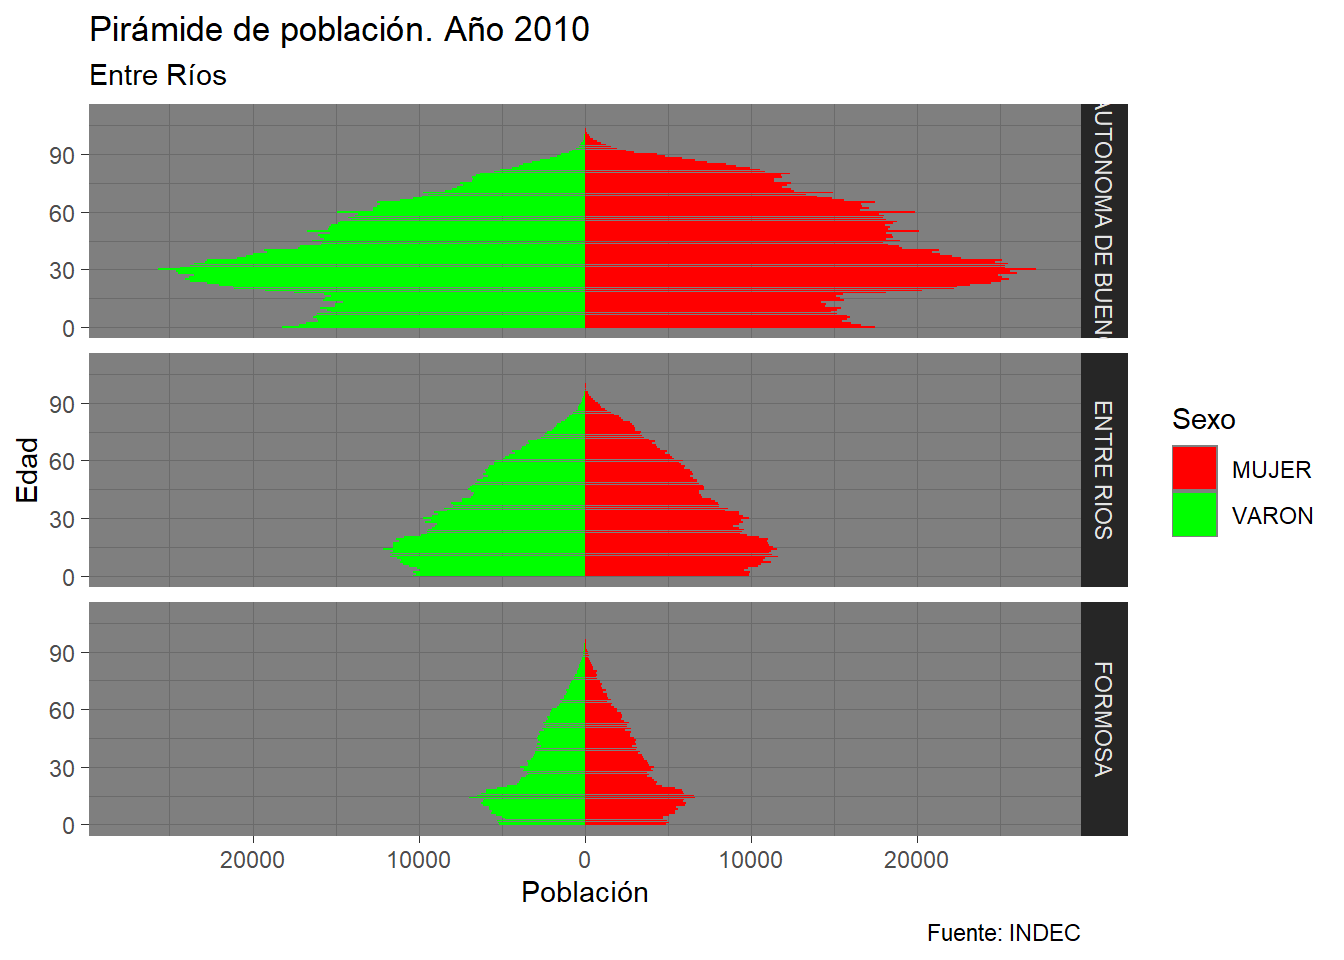 Pirámide de población. Año 2010
Entre Ríos
90
60
30
0
AUTONOMA DE BUEN
90
60
30
0
ENTRE RIOS
90
60
30
0
FORMOSA
Edad
20000
10000
0
10000
20000
Población
Sexo
MUJER
VARON
Fuente: INDEC